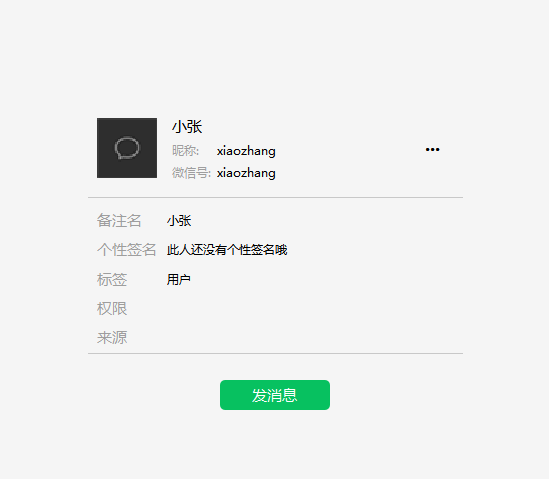 小张
昵称: xiaozhang
微信号: xiaozhang
备注名 小张
个性签名 此人还没有个性签名哦
标签 用户
权限
来源
发消息